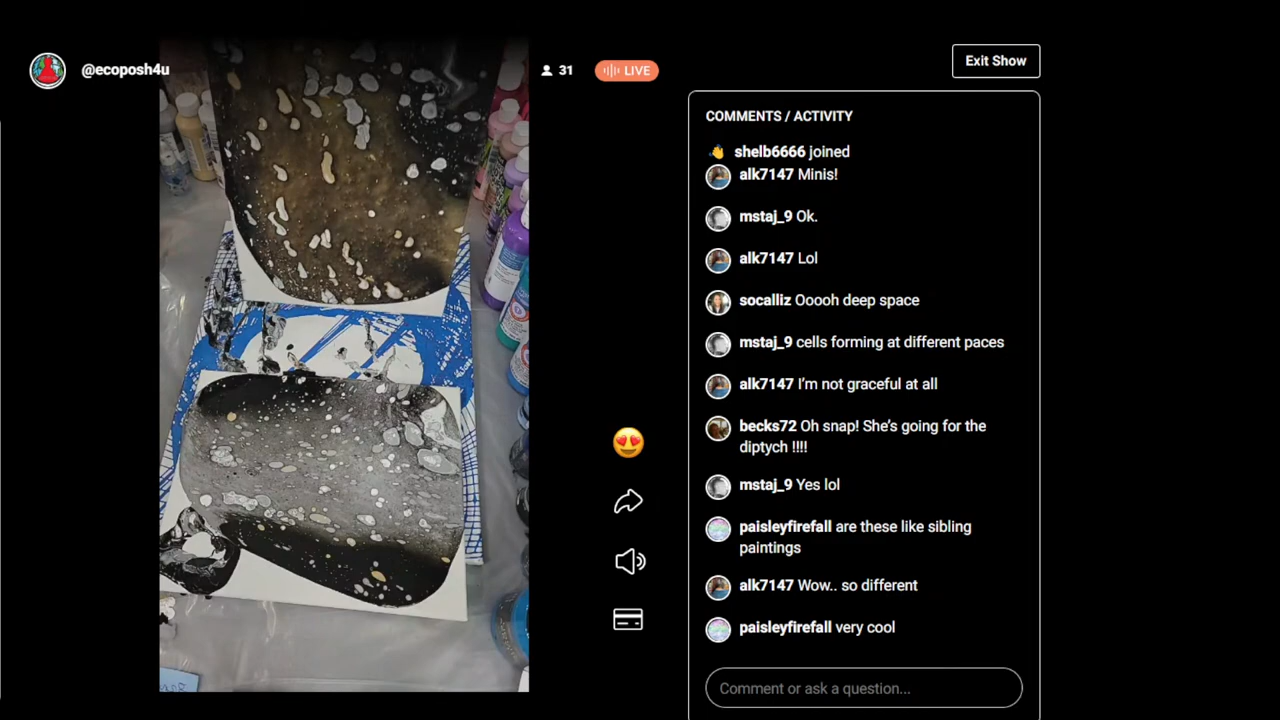 @ecoposh4u
31
LIVE
Exit Show
COMMENTS / ACTIVITY
shelb6666 joined
alk7147 Minis!
mstaj_9 Ok.
alk7147 Lol
socalliz Ooooh deep space
mstaj_9 cells forming at different paces
alk7147 I'm not graceful at all
becks72 Oh snap! She's going for the
diptych !!!!
mstaj_9 Yes lol
paisleyfirefall are these like sibling
paintings
alk7147 Wow.. so different
paisleyfirefall very cool
Comment or ask a question...